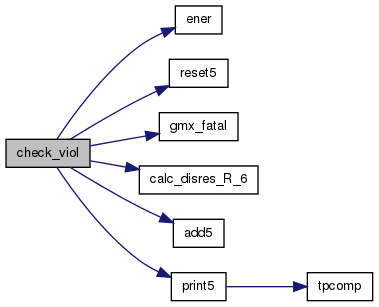 ener
reset5
gmx_fatal
check_viol
calc_disres_R_6
add5
print5
tpcomp